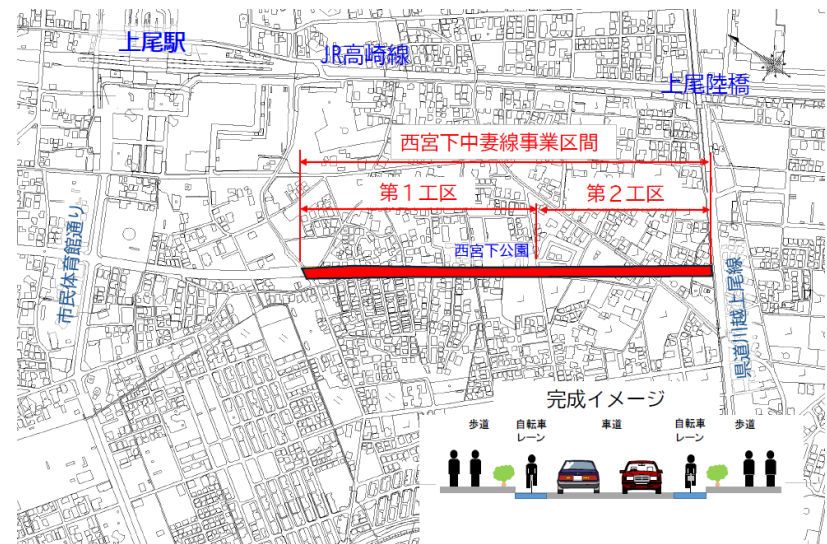 上尾駅
JR高崎線
上尾陸橋
西宮下中妻線事業区間
第1工区
第2工区
西宮下公園
市民体育館通り
県道川越上尾線
完成イメージ
歩道
自転車
レーン
車道
自転車
レーン
歩道